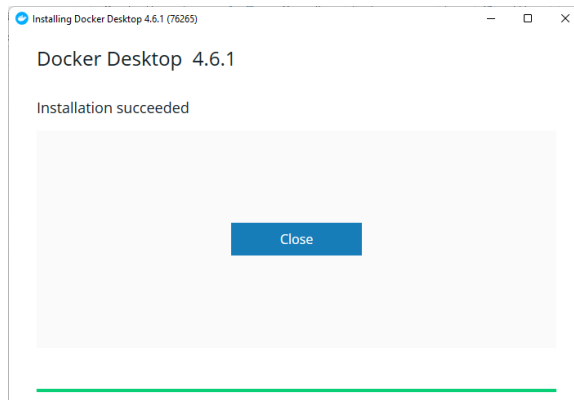 Installing Docker Desktop 4.6.1 (76265)
Docker Desktop 4.6.1
Installation succeeded
Close